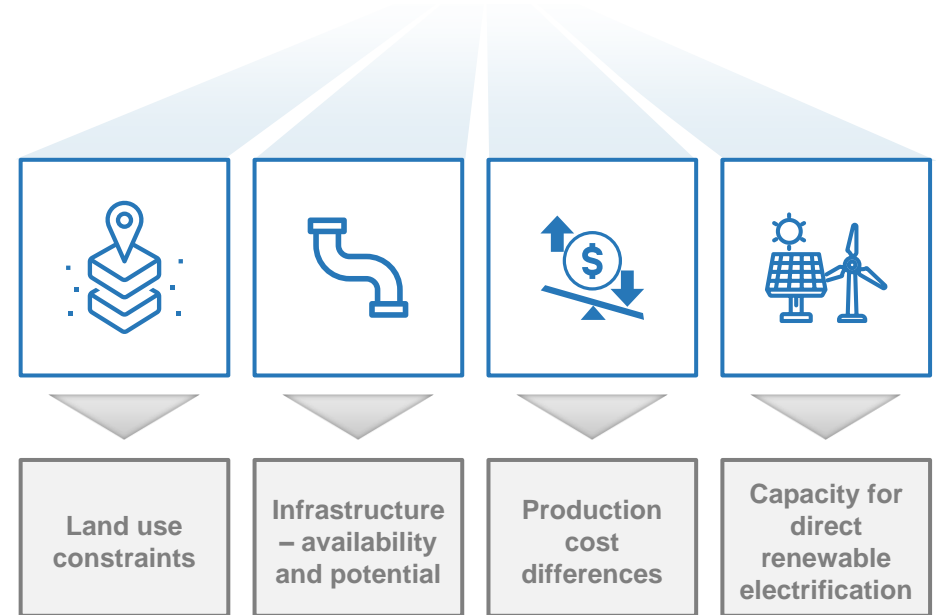 $
Land use
constraints
Infrastructure
– availability
and potential
Production
cost
differences
Capacity for
direct
renewable
electrification